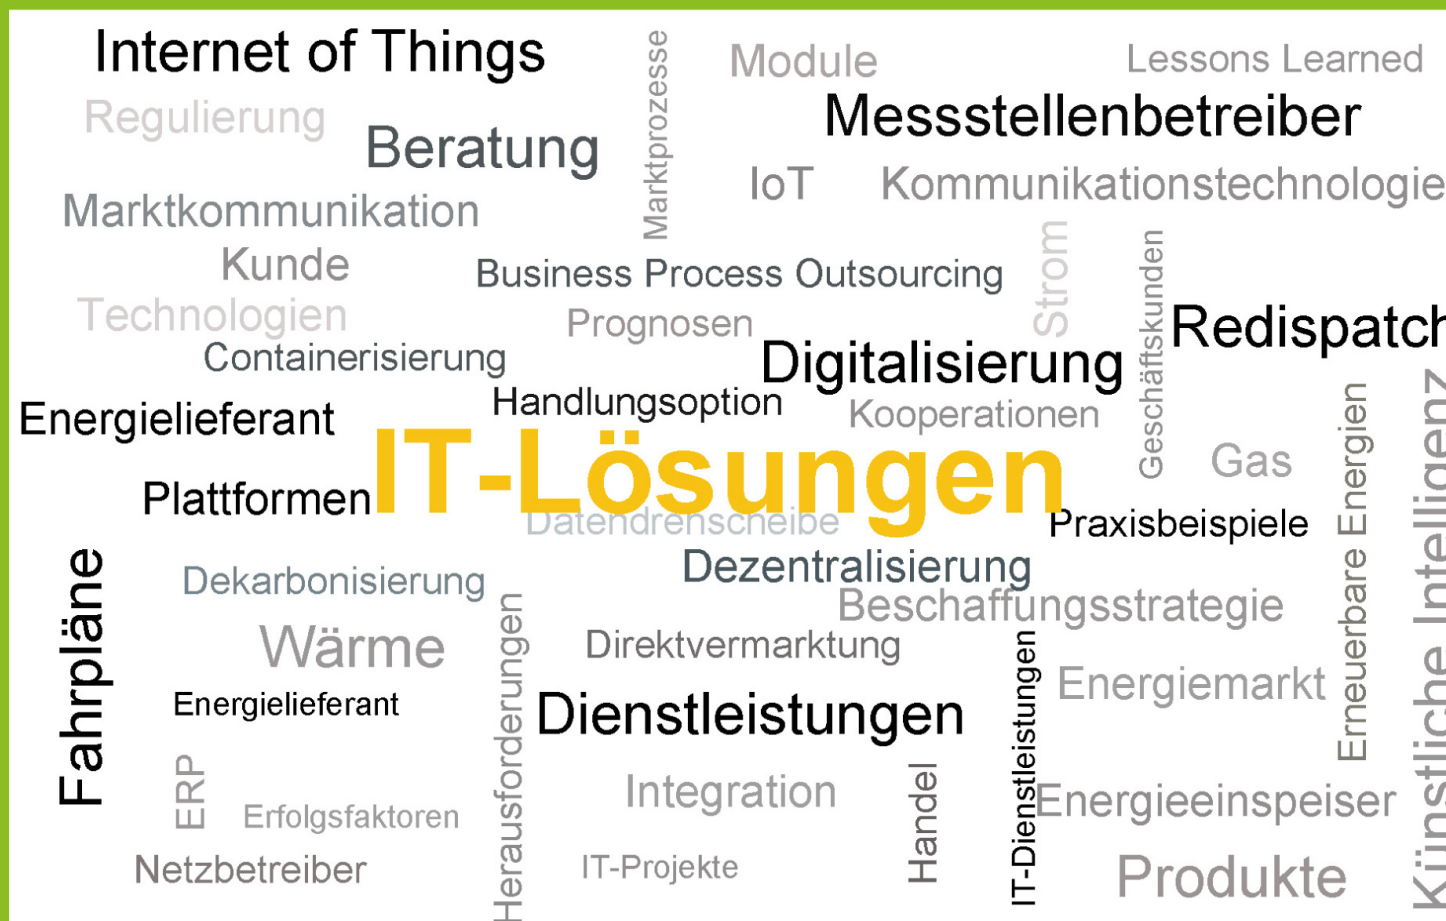 Internet of Things
Marktprozesse
Module
Lessons Learned
Regulierung
Beratung
Messstellenbetreiber
Marktkommunikation
IoT
Kommunikationstechnologie
Kunde
Business Process Outsourcing
Strom
Geschäftskunden
Technologien
Prognosen
Redispatch
Containerisierung
Digitalisierung
Energielieferant
Handlungsoption
Kooperationen
Erneuerbare Energien
Künstliche Intelligenz
Gas
IT-Lösungen
Plattformen
Datendrehscheibe
Praxisbeispiele
Fahrpläne
Dekarbonisierung
Dezentralisierung
Beschaffungsstrategie
Herausforderungen
Wärme
Direktvermarktung
IT-Dienstleistungen
Energiemarkt
Energielieferant
Dienstleistungen
ERP
Integration
Handel
Energieeinspeiser
Erfolgsfaktoren
Netzbetreiber
IT-Projekte
Produkte